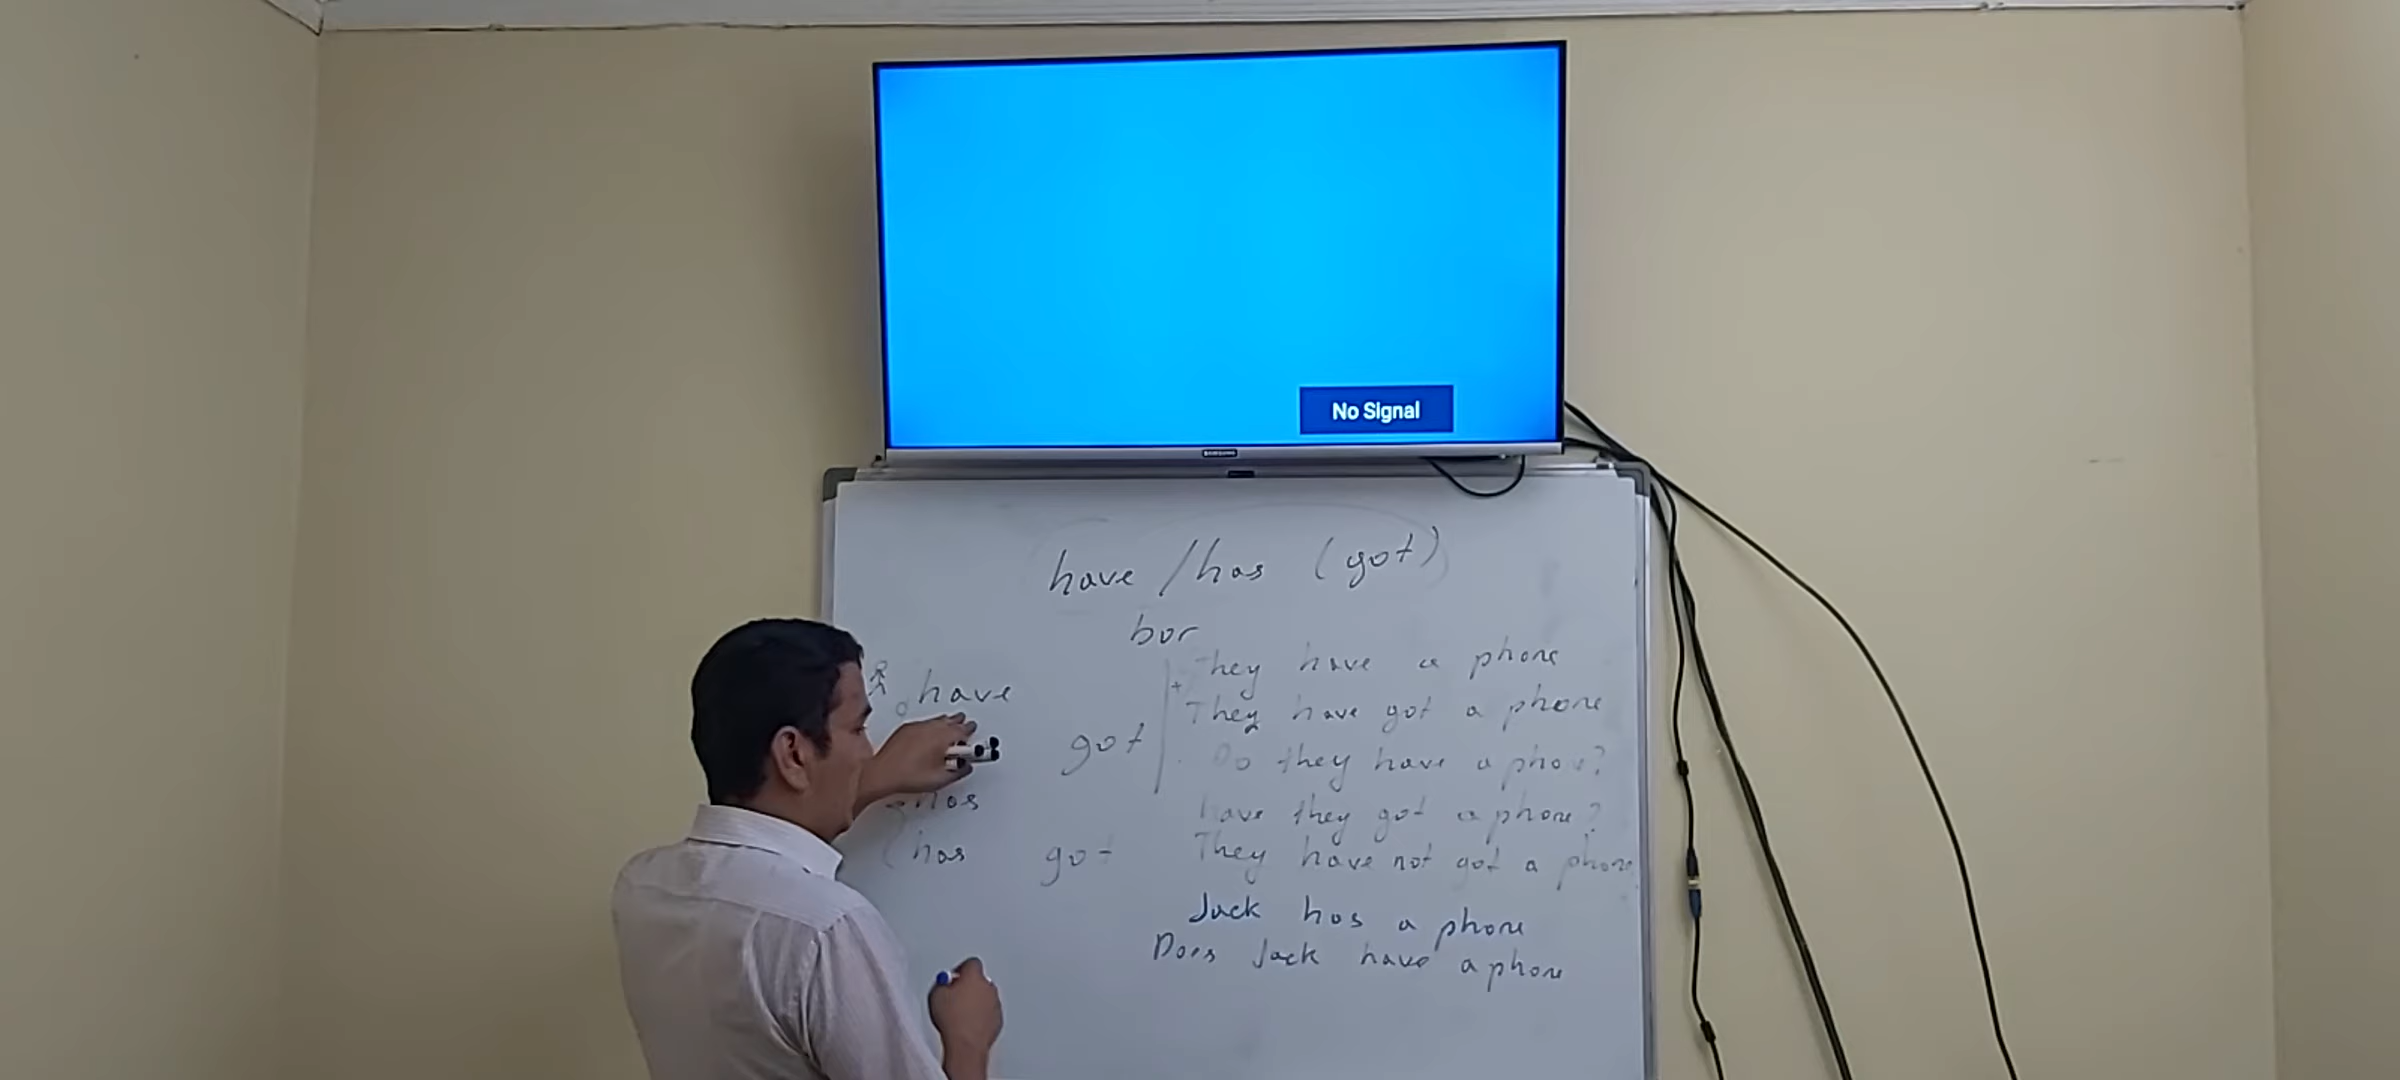 No Signal
SAMSUNG
have / has (got)
bor
have
got
has
has got
+ They have a phone
They have got a phone
Do they have a phone?
have they got a phone?
They have not got a phone
Jack has a phone
Does Jack have a phone